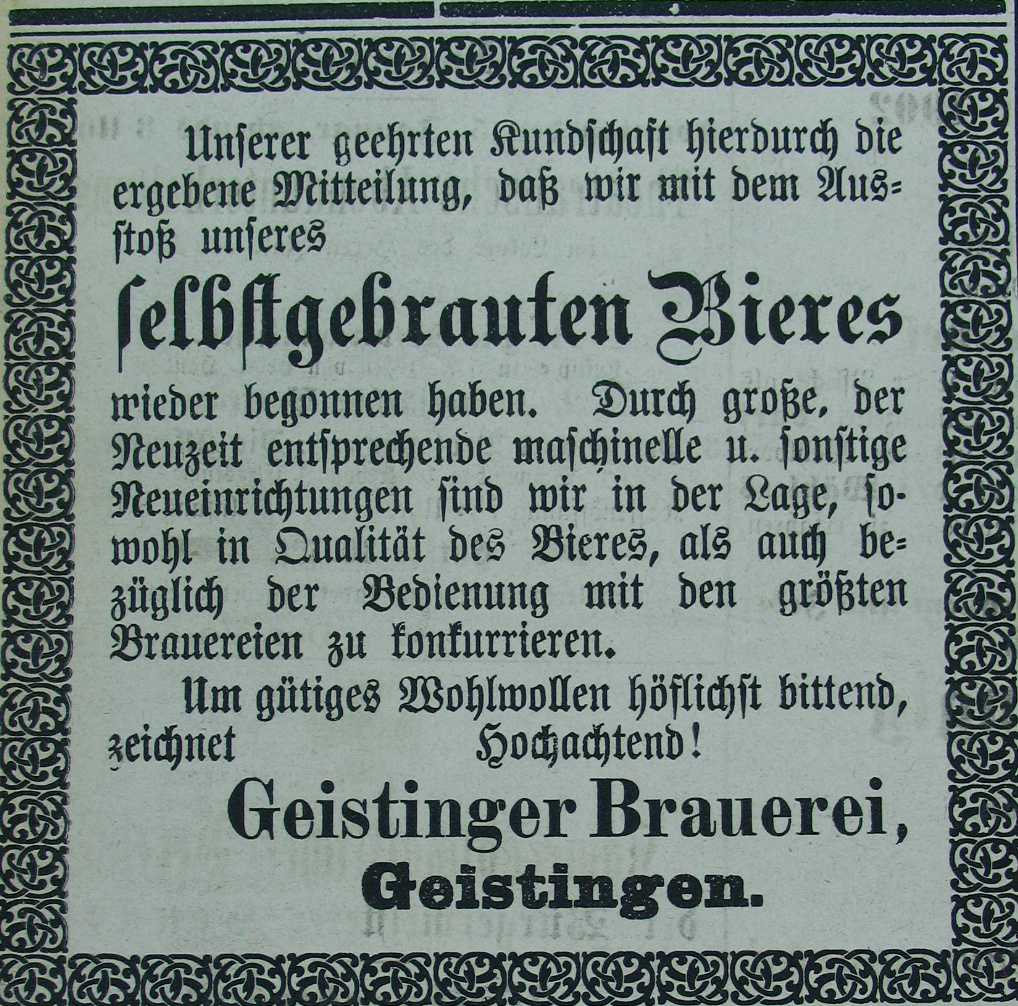 Unserer geehrten Kundschaft hierdurch die
ergebene Mitteilung, daß wir mit dem Aus-
stoß unseres
selbstgebrauten Bieres
wieder begonnen haben. Durch große, der
Neuzeit entsprechende maschinelle u. sonstige
Neueinrichtungen sind wir in der Lage, so-
wohl in Qualität des Bieres, als auch be-
züglich der Bedienung mit den größten
Brauereien zu konkurrieren.
Um gütiges Wohlwollen höflichst bittend,
zeichnet Hochachtend!
Geistinger Brauerei,
Geistingen.